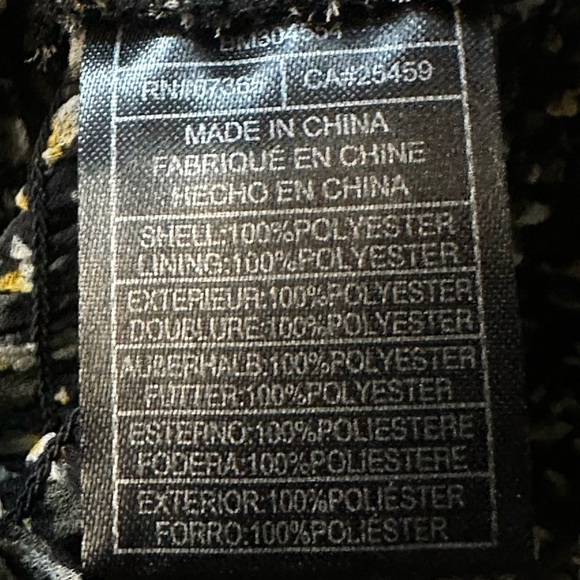 CA#25459
MADE IN CHINA
FABRIQUÉ EN CHINE
HECHO EN CHINA
SHELL:100%POLYESTER
LINING:100%POLYESTER
EXTERIEUR:100%POLYESTER
DOUBLURE:100%POLYESTER
AUßERHALB:100%POLYESTER
FUTTER:100%POLYESTER
ESTERNO:100%POLIESTERE
FODERA:100%POLIESTERE
EXTERIOR:100%POLIÉSTER
FORRO:100%POLIÉSTER